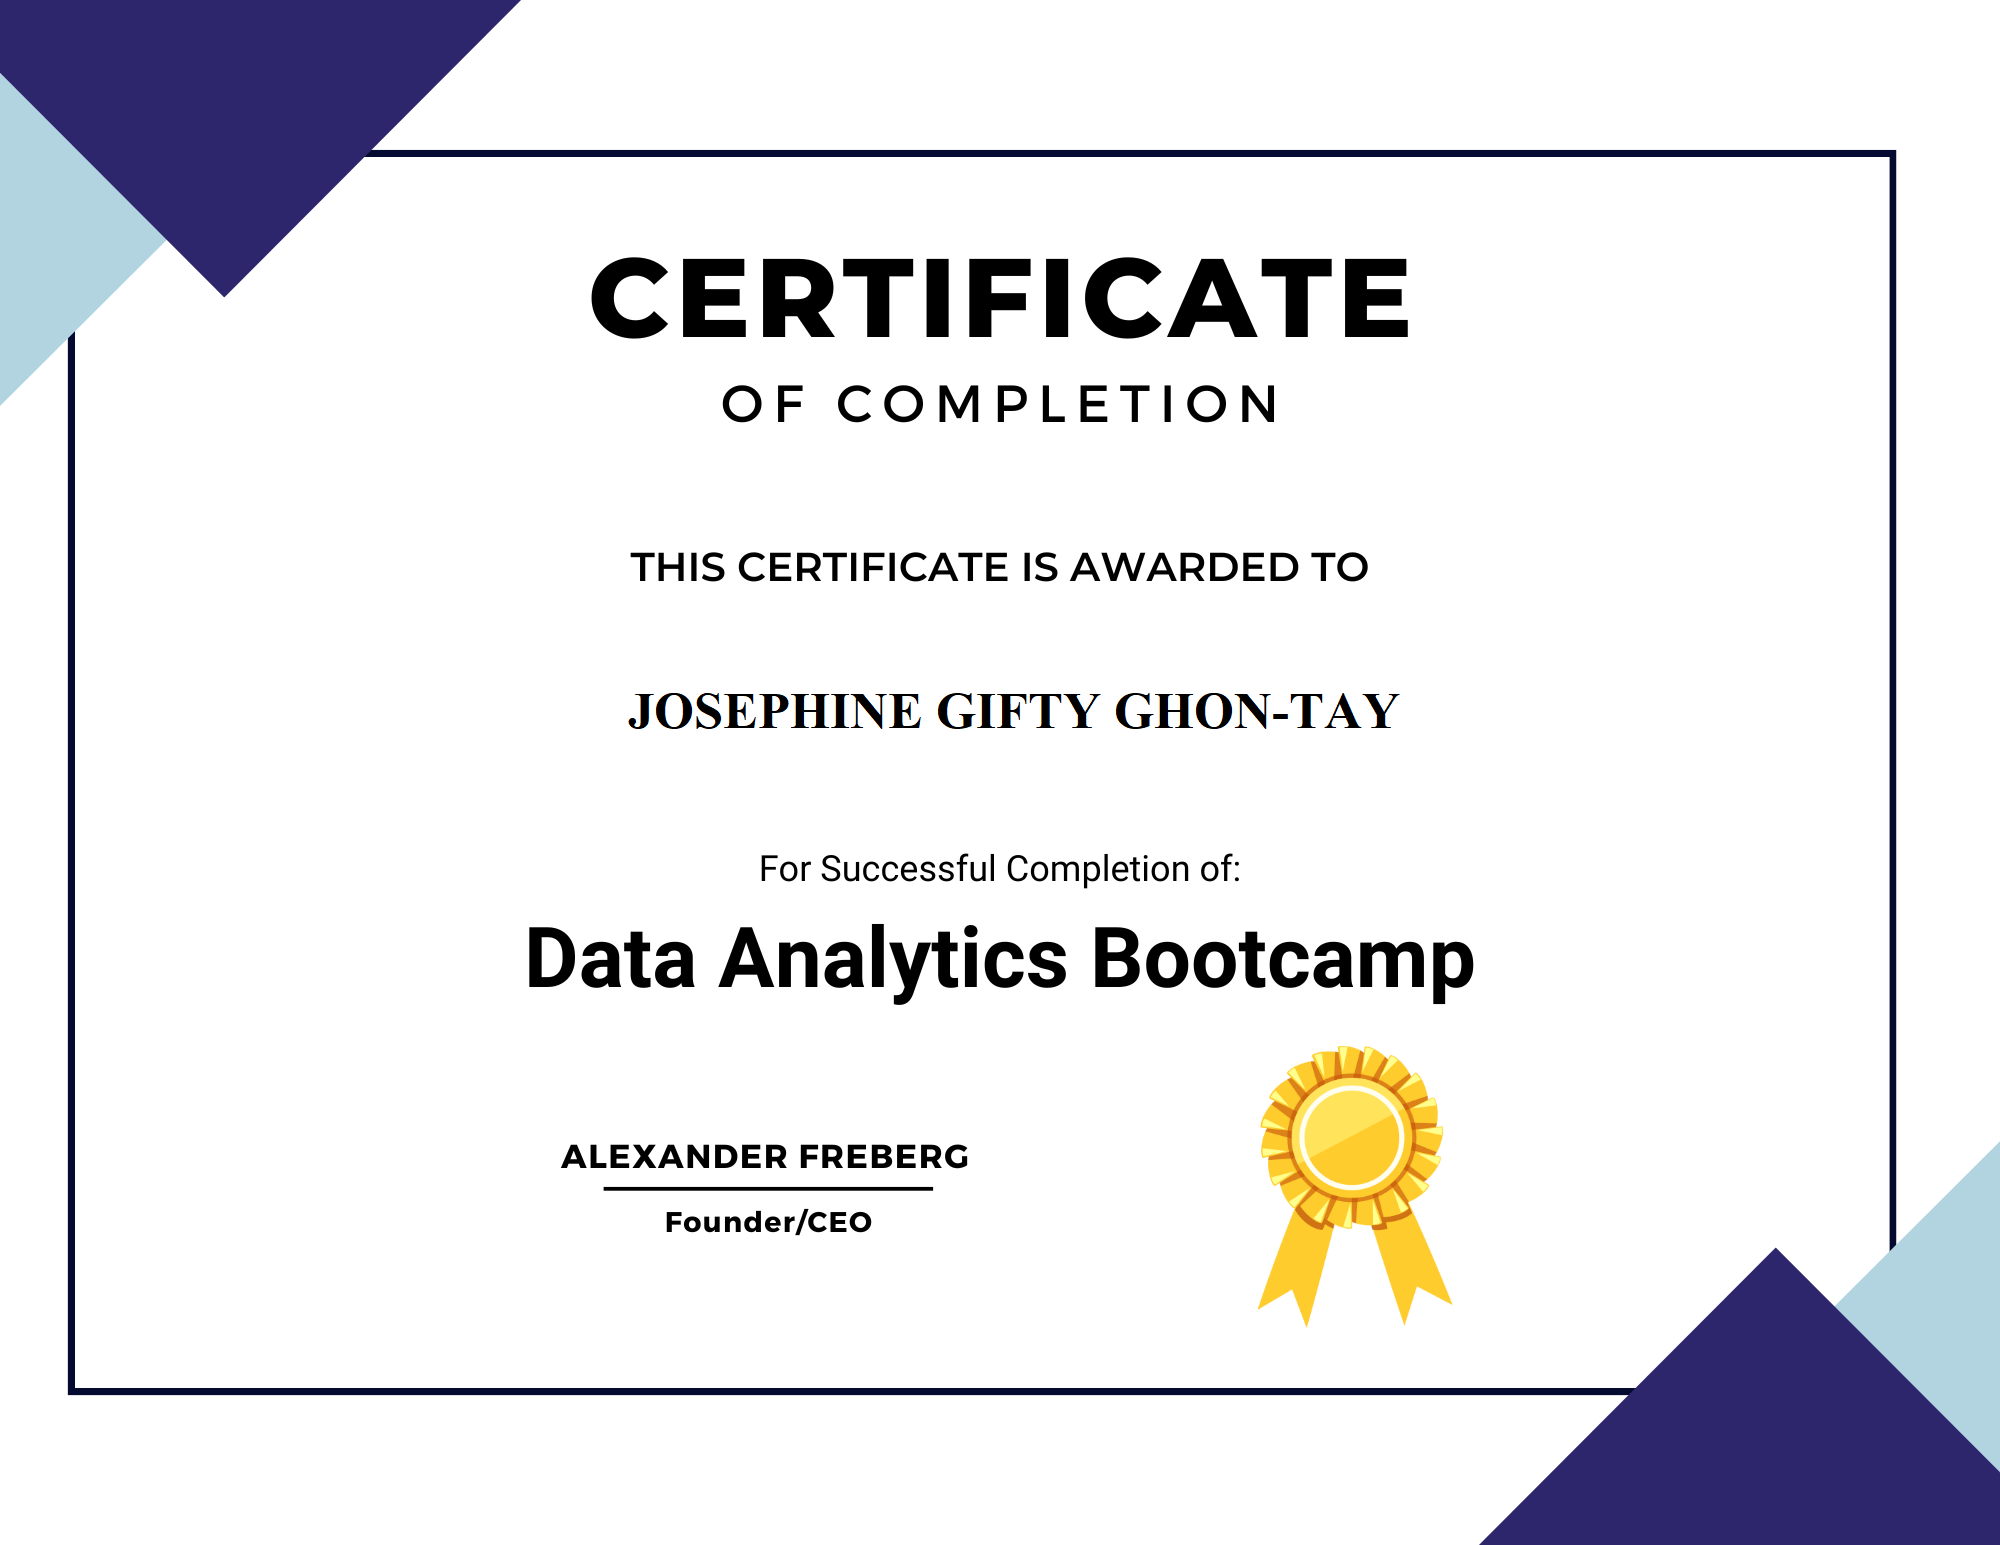 CERTIFICATE
OF COMPLETION
THIS CERTIFICATE IS AWARDED TO
JOSEPHINE GIFTY GHON-TAY
For Successful Completion of:
Data Analytics Bootcamp
ALEXANDER FREBERG
Founder/CEO